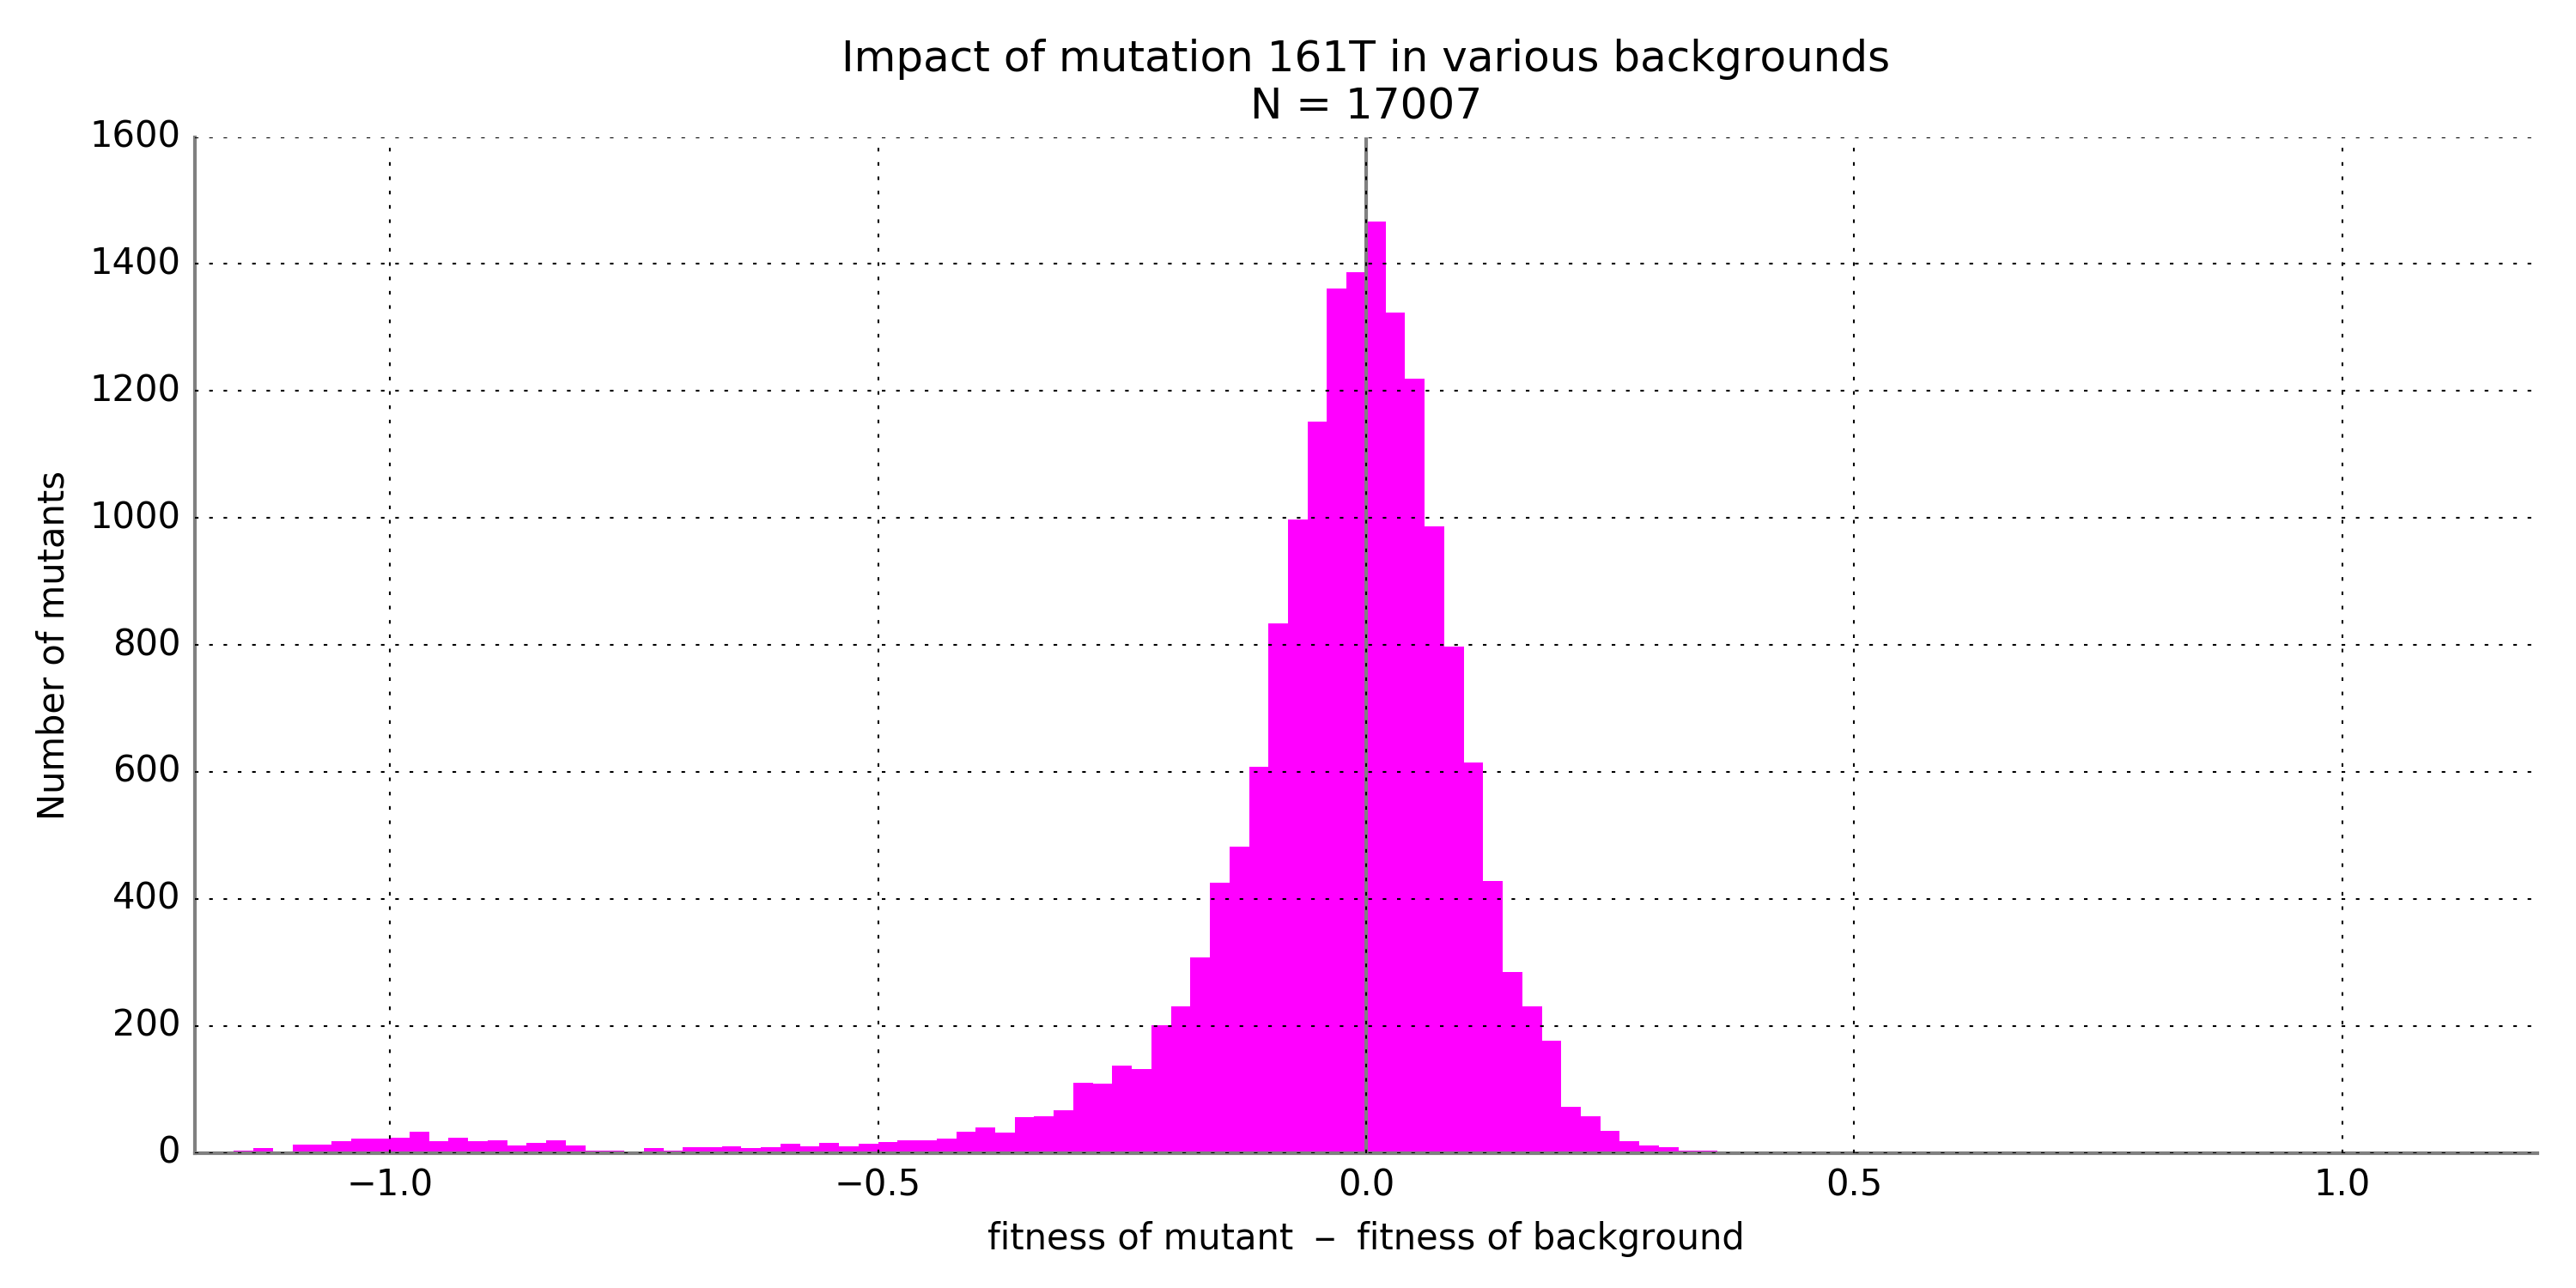 Impact of mutation 161T in various backgrounds
N = 17007
1600
1400
1200
1000
800
600
400
200
0
Number of mutants
−1.0 −0.5 0.0 0.5 1.0
fitness of mutant – fitness of background